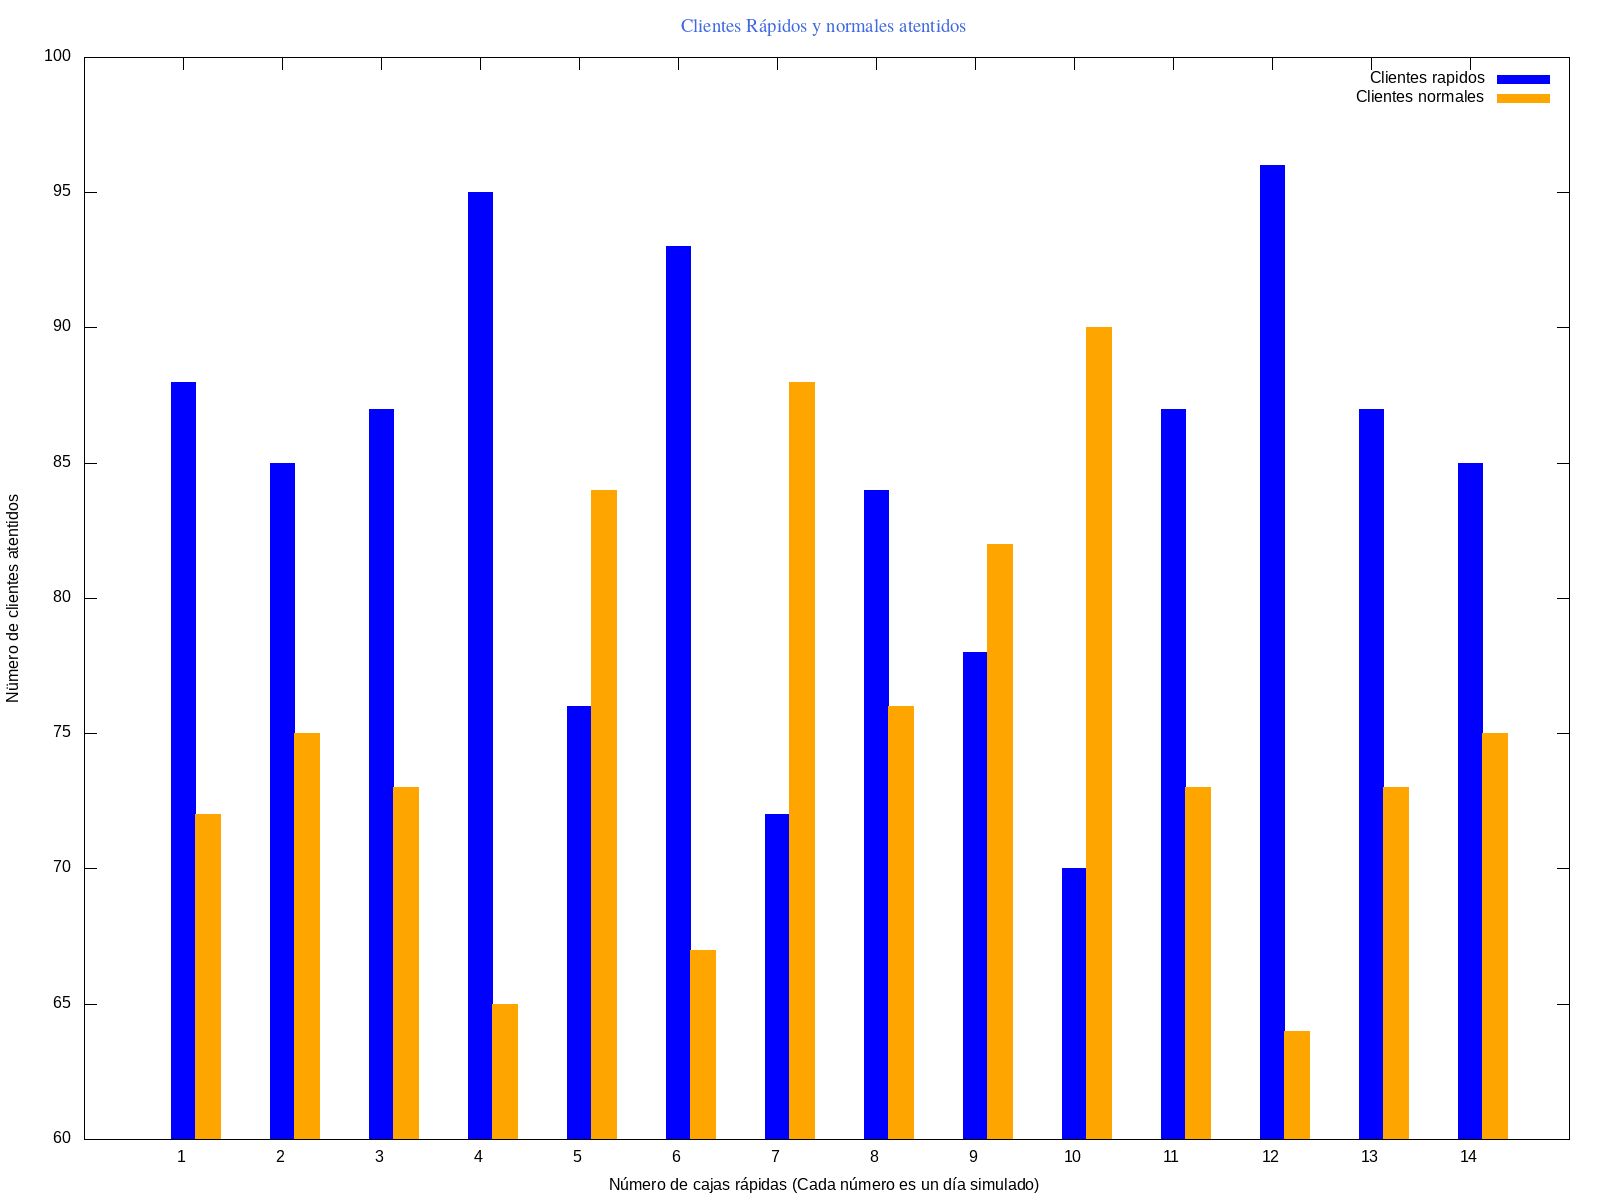 Clientes Rápidos y normales atentidos
Clientes rapidos
Clientes normales
100
95
90
85
80
75
70
65
60
Número de clientes atentidos
1 2 3 4 5 6 7 8 9 10 11 12 13 14
Número de cajas rápidas (Cada número es un día simulado)